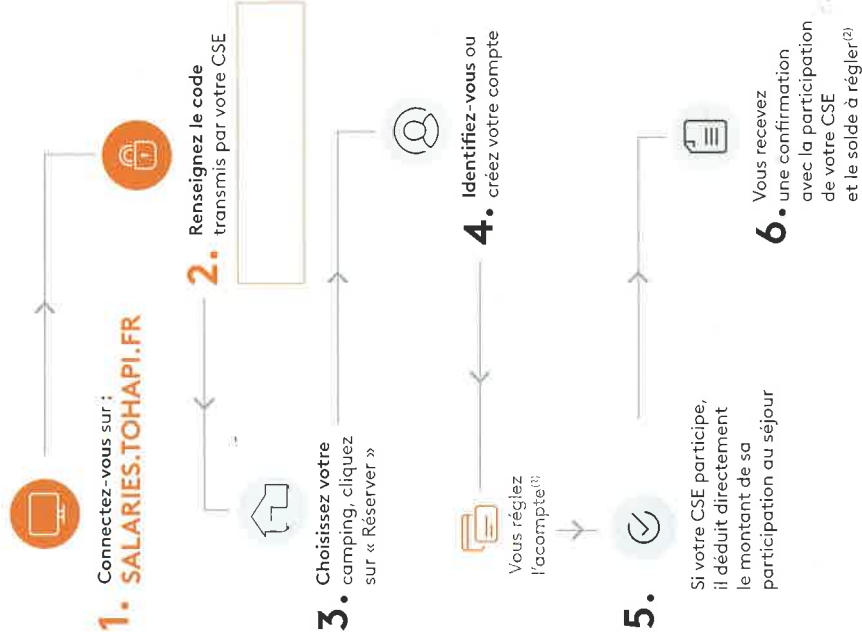 1. Connectez-vous sur :
SALARIES.TOHAPI.FR
2. Renseignez le code
transmis par votre CSE
3. Choisissez votre
camping, cliquez
sur « Réserver »
4. Identifiez-vous ou
créez votre compte
Vous réglez
l'acompte⁽¹⁾
5.
Si votre CSE participe,
il déduit directement
le montant de sa
participation au séjour
6. Vous recevez
une confirmation
avec la participation
de votre CSE
et le solde à régler⁽²⁾